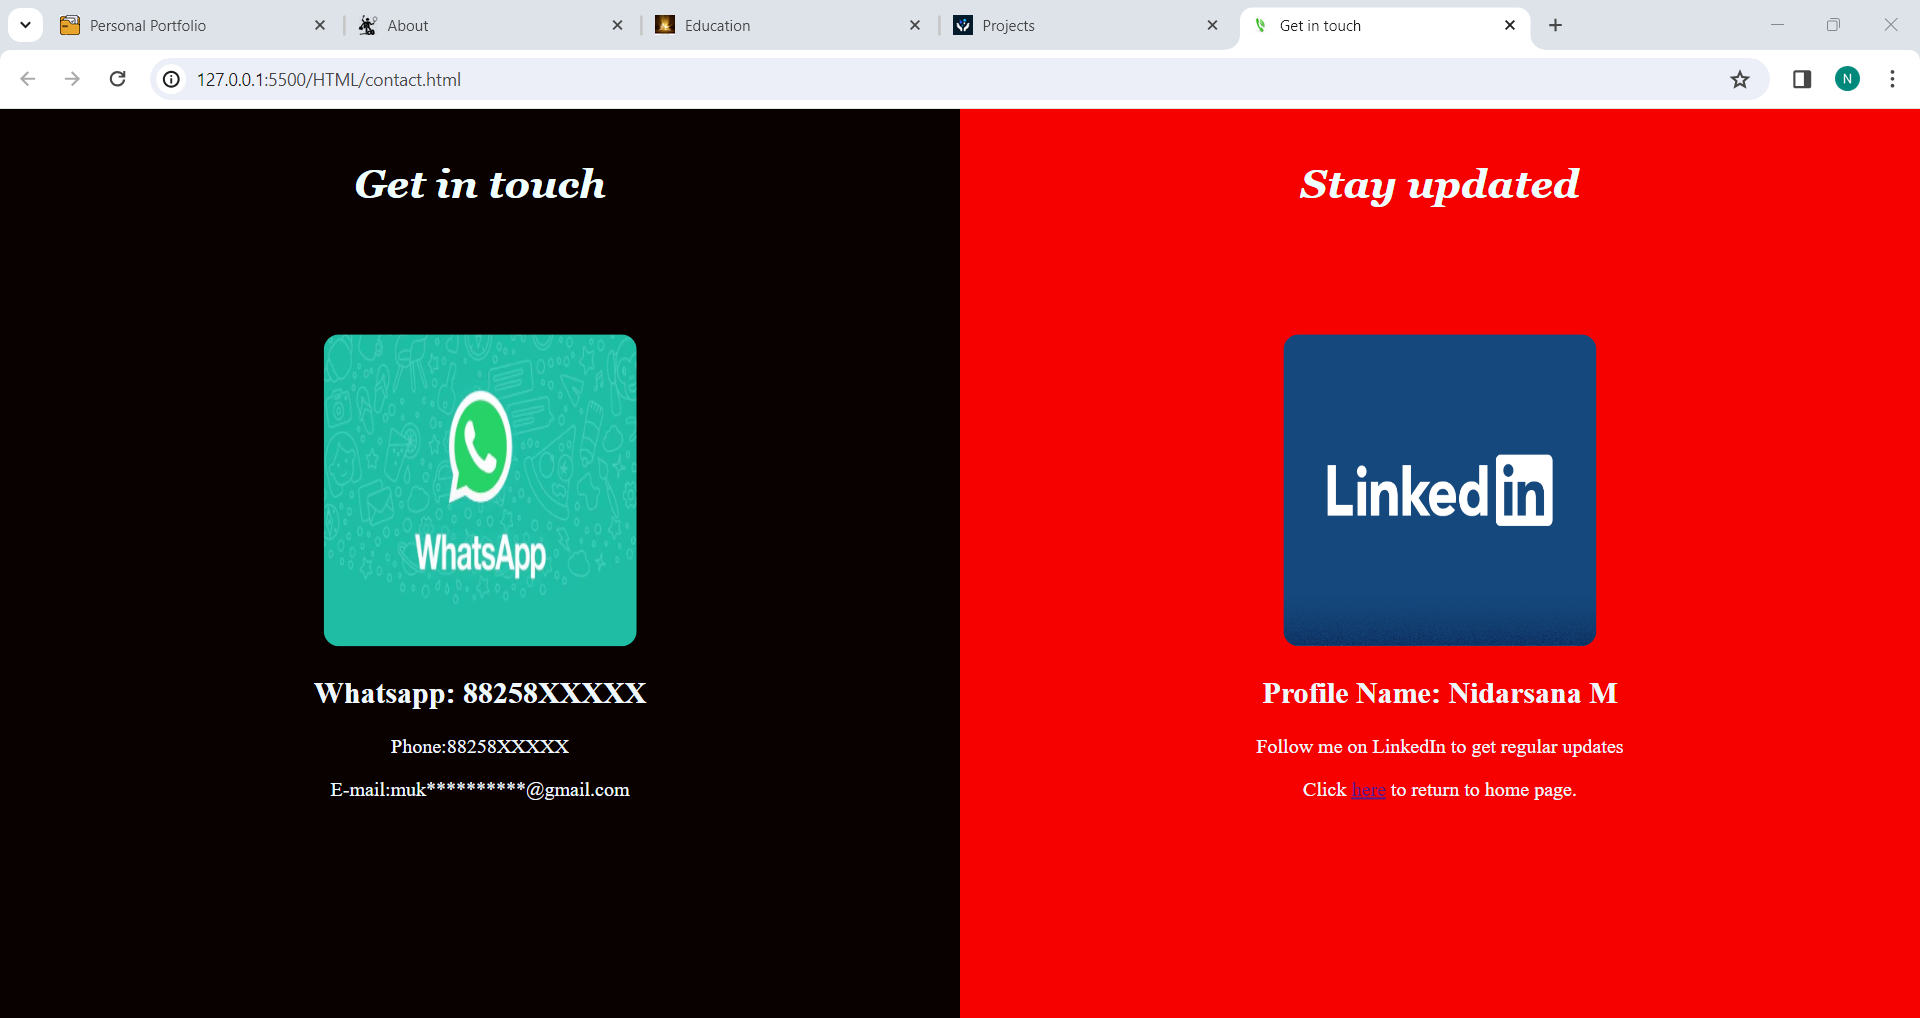 Personal Portfolio
About
Education
Projects
Get in touch
127.0.0.1:5500/HTML/contact.html
N
Get in touch
WhatsApp
Whatsapp: 88258XXXXX
Phone:88258XXXXX
E-mail:muk**********@gmail.com
Stay updated
Linked in
Profile Name: Nidarsana M
Follow me on LinkedIn to get regular updates
Click here to return to home page.